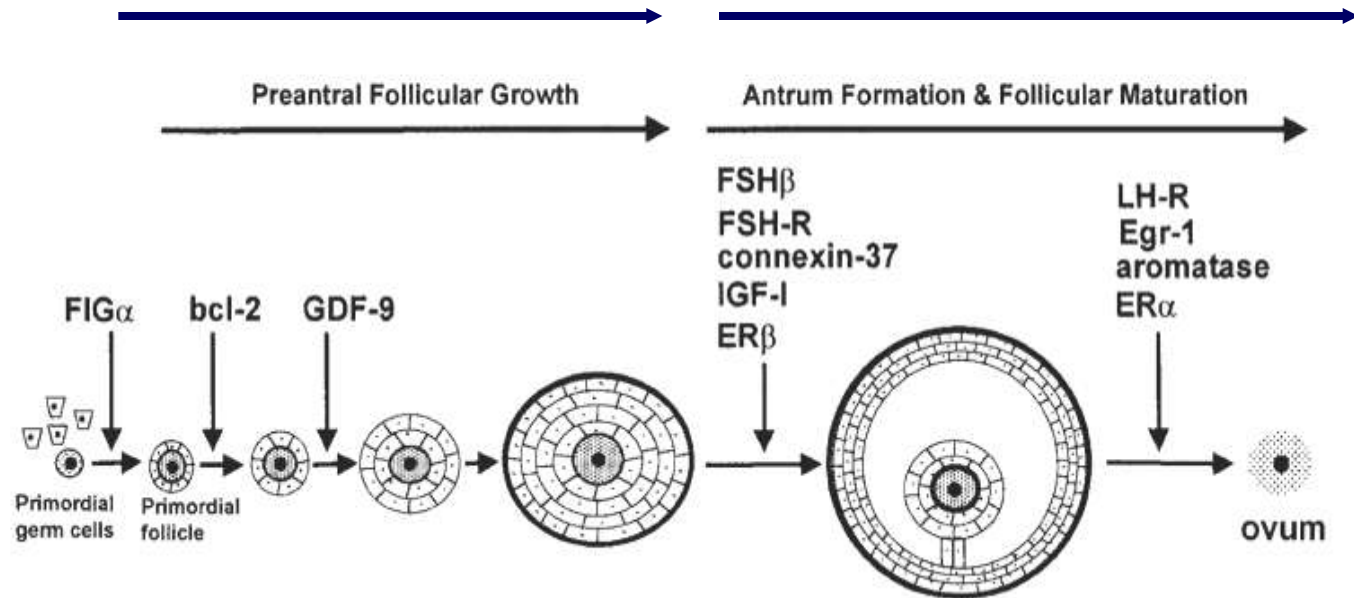 Preantral Follicular Growth
Antrum Formation & Follicular Maturation
FSHβ
FSH-R
connexin-37
IGF-I
ERβ
LH-R
Egr-1
aromatase
ERα
FIGα
bcl-2
GDF-9
Primordial
germ cells
Primordial
follicle
ovum